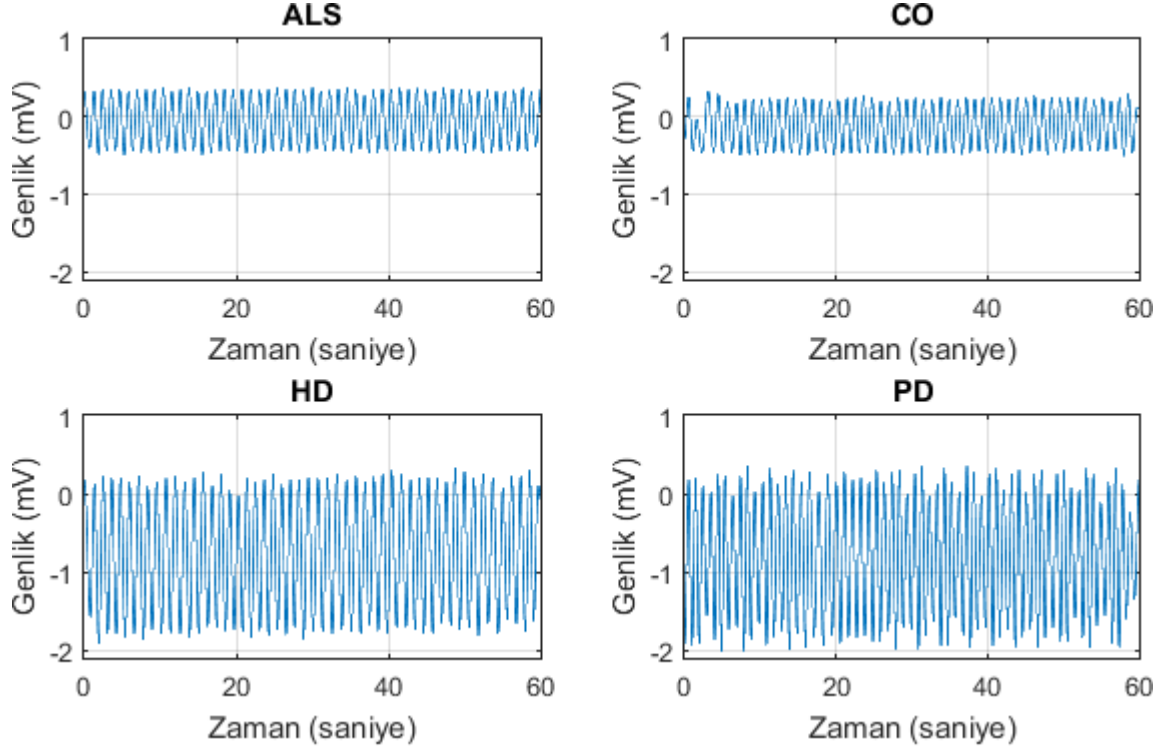 ALS
1
0
-1
-2
Genlik (mV)
0 20 40 60
Zaman (saniye)
CO
1
0
-1
-2
Genlik (mV)
0 20 40 60
Zaman (saniye)
HD
1
0
-1
-2
Genlik (mV)
0 20 40 60
Zaman (saniye)
PD
1
0
-1
-2
Genlik (mV)
0 20 40 60
Zaman (saniye)